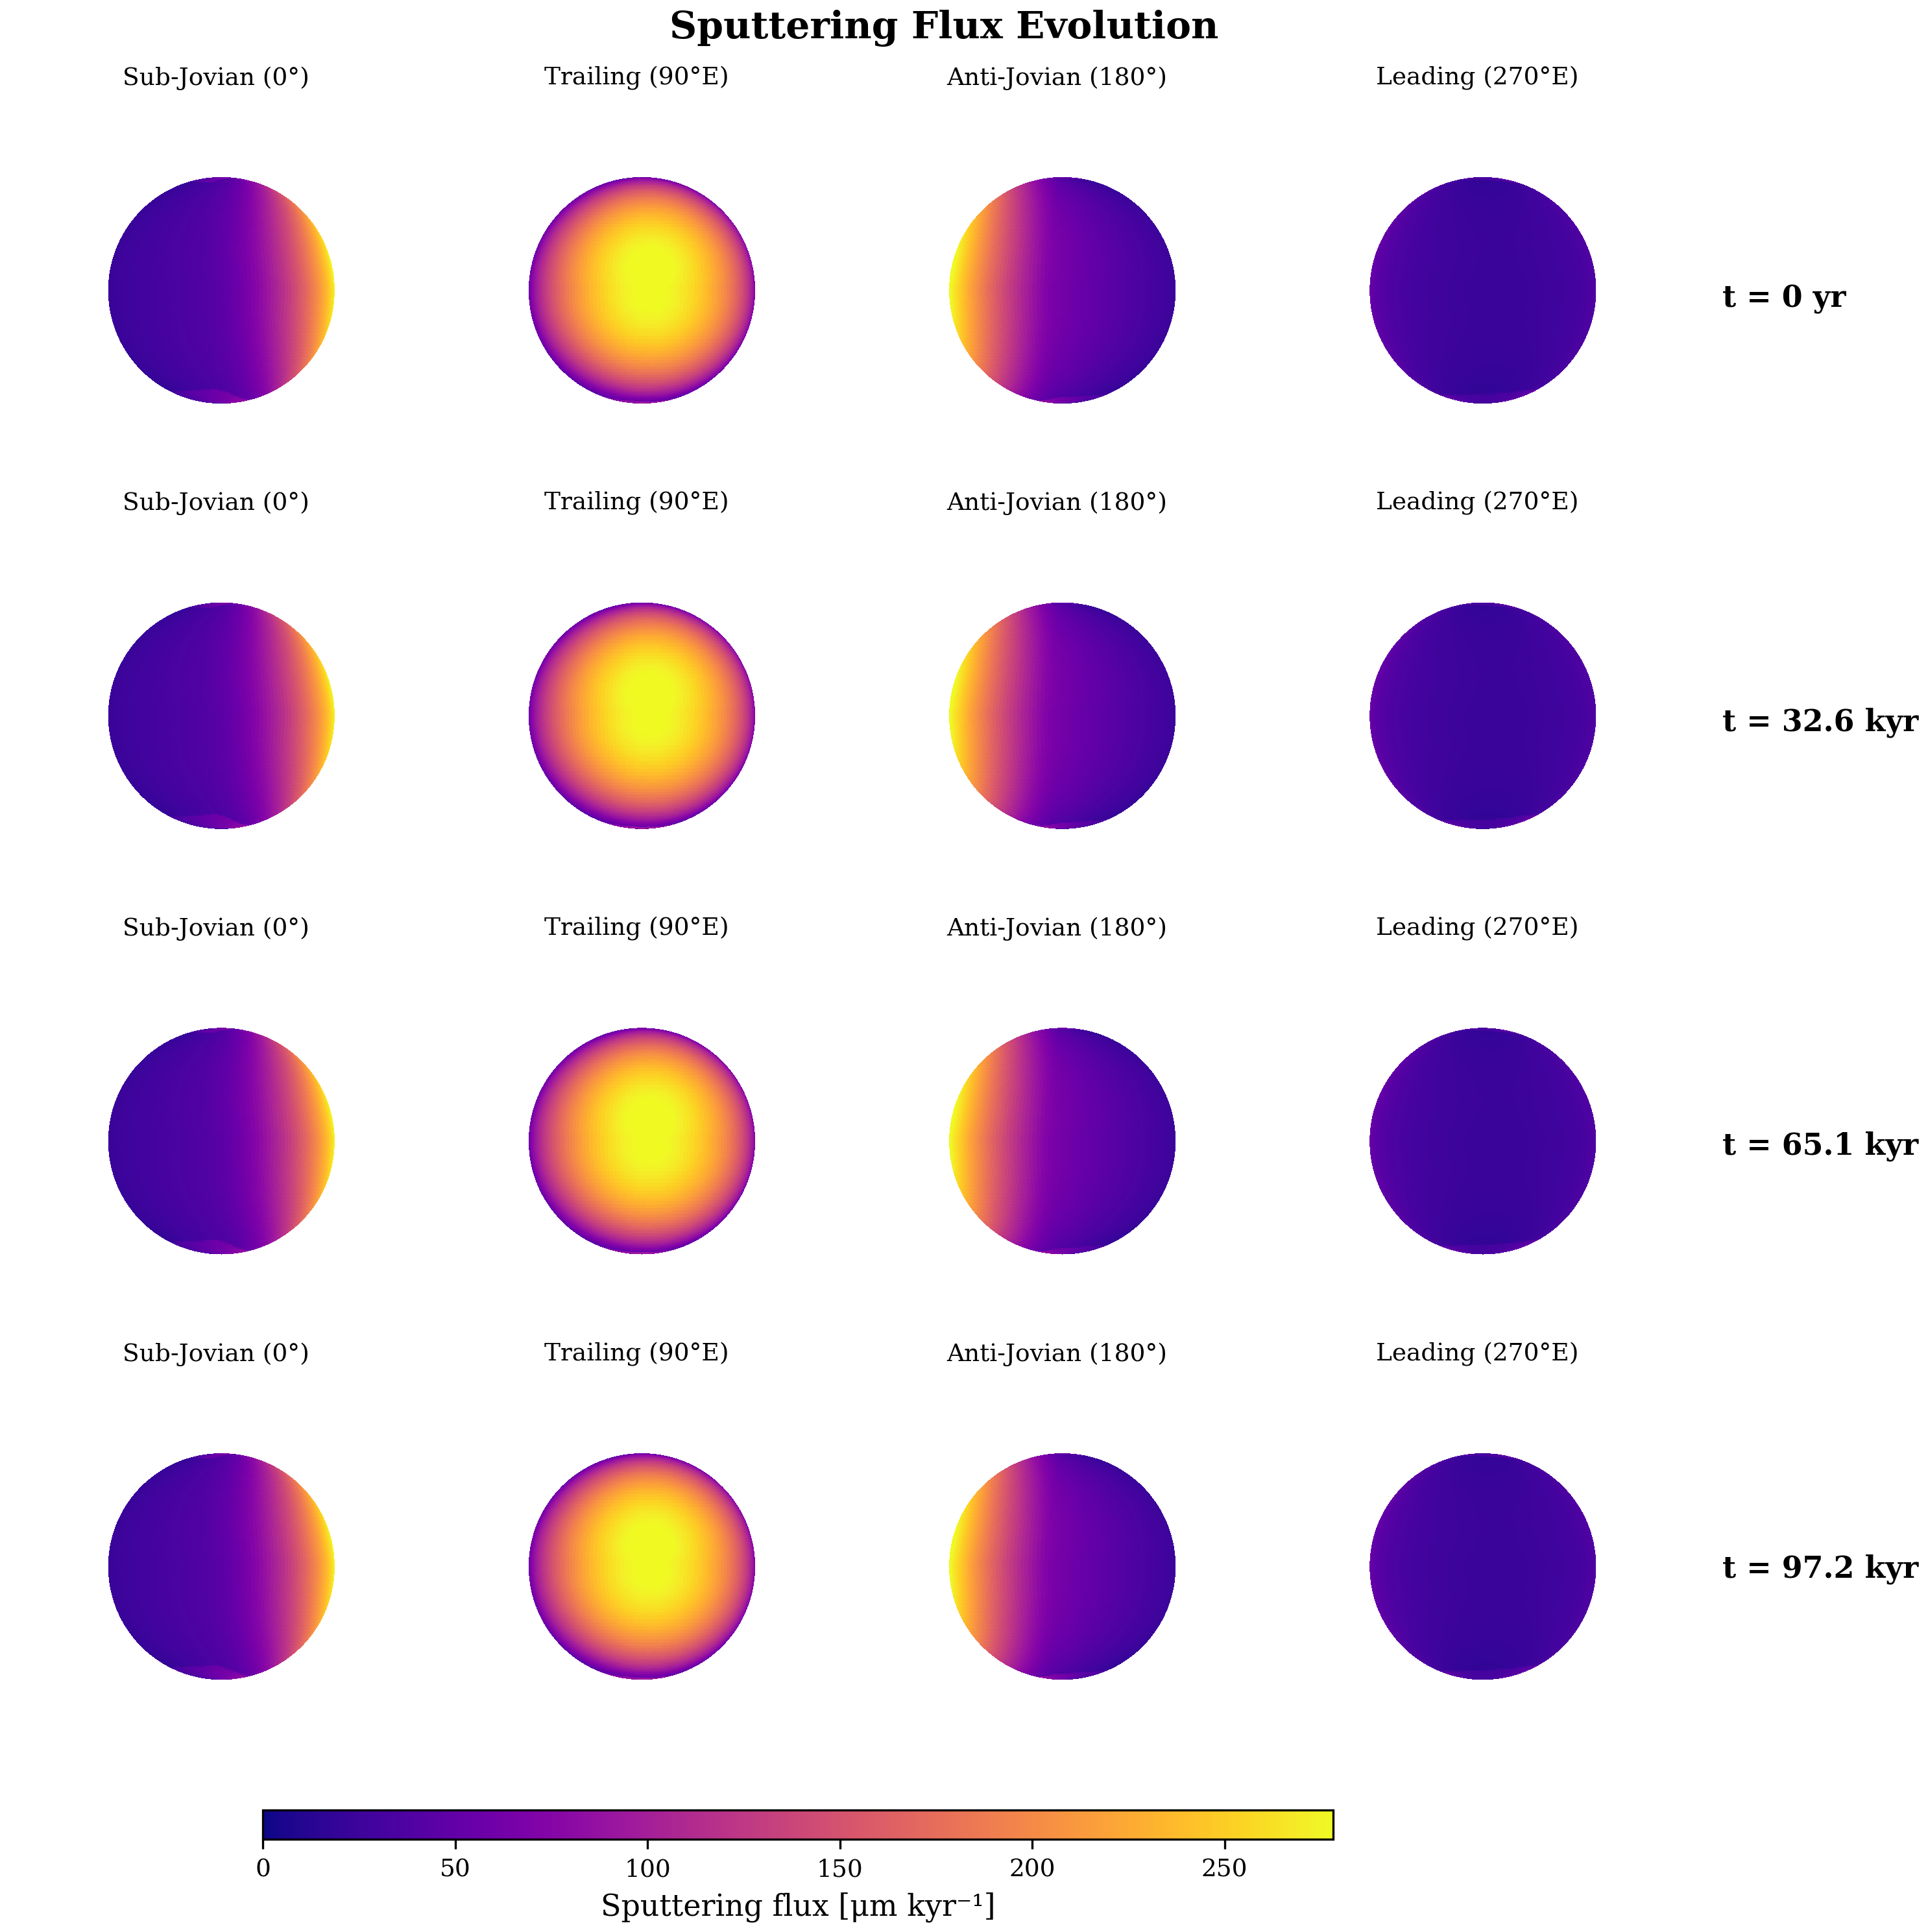 Sputtering Flux Evolution
Sub-Jovian (0°) Trailing (90°E) Anti-Jovian (180°) Leading (270°E)
t = 0 yr
Sub-Jovian (0°) Trailing (90°E) Anti-Jovian (180°) Leading (270°E)
t = 32.6 kyr
Sub-Jovian (0°) Trailing (90°E) Anti-Jovian (180°) Leading (270°E)
t = 65.1 kyr
Sub-Jovian (0°) Trailing (90°E) Anti-Jovian (180°) Leading (270°E)
t = 97.2 kyr
0 50 100 150 200 250
Sputtering flux [µm kyr⁻¹]